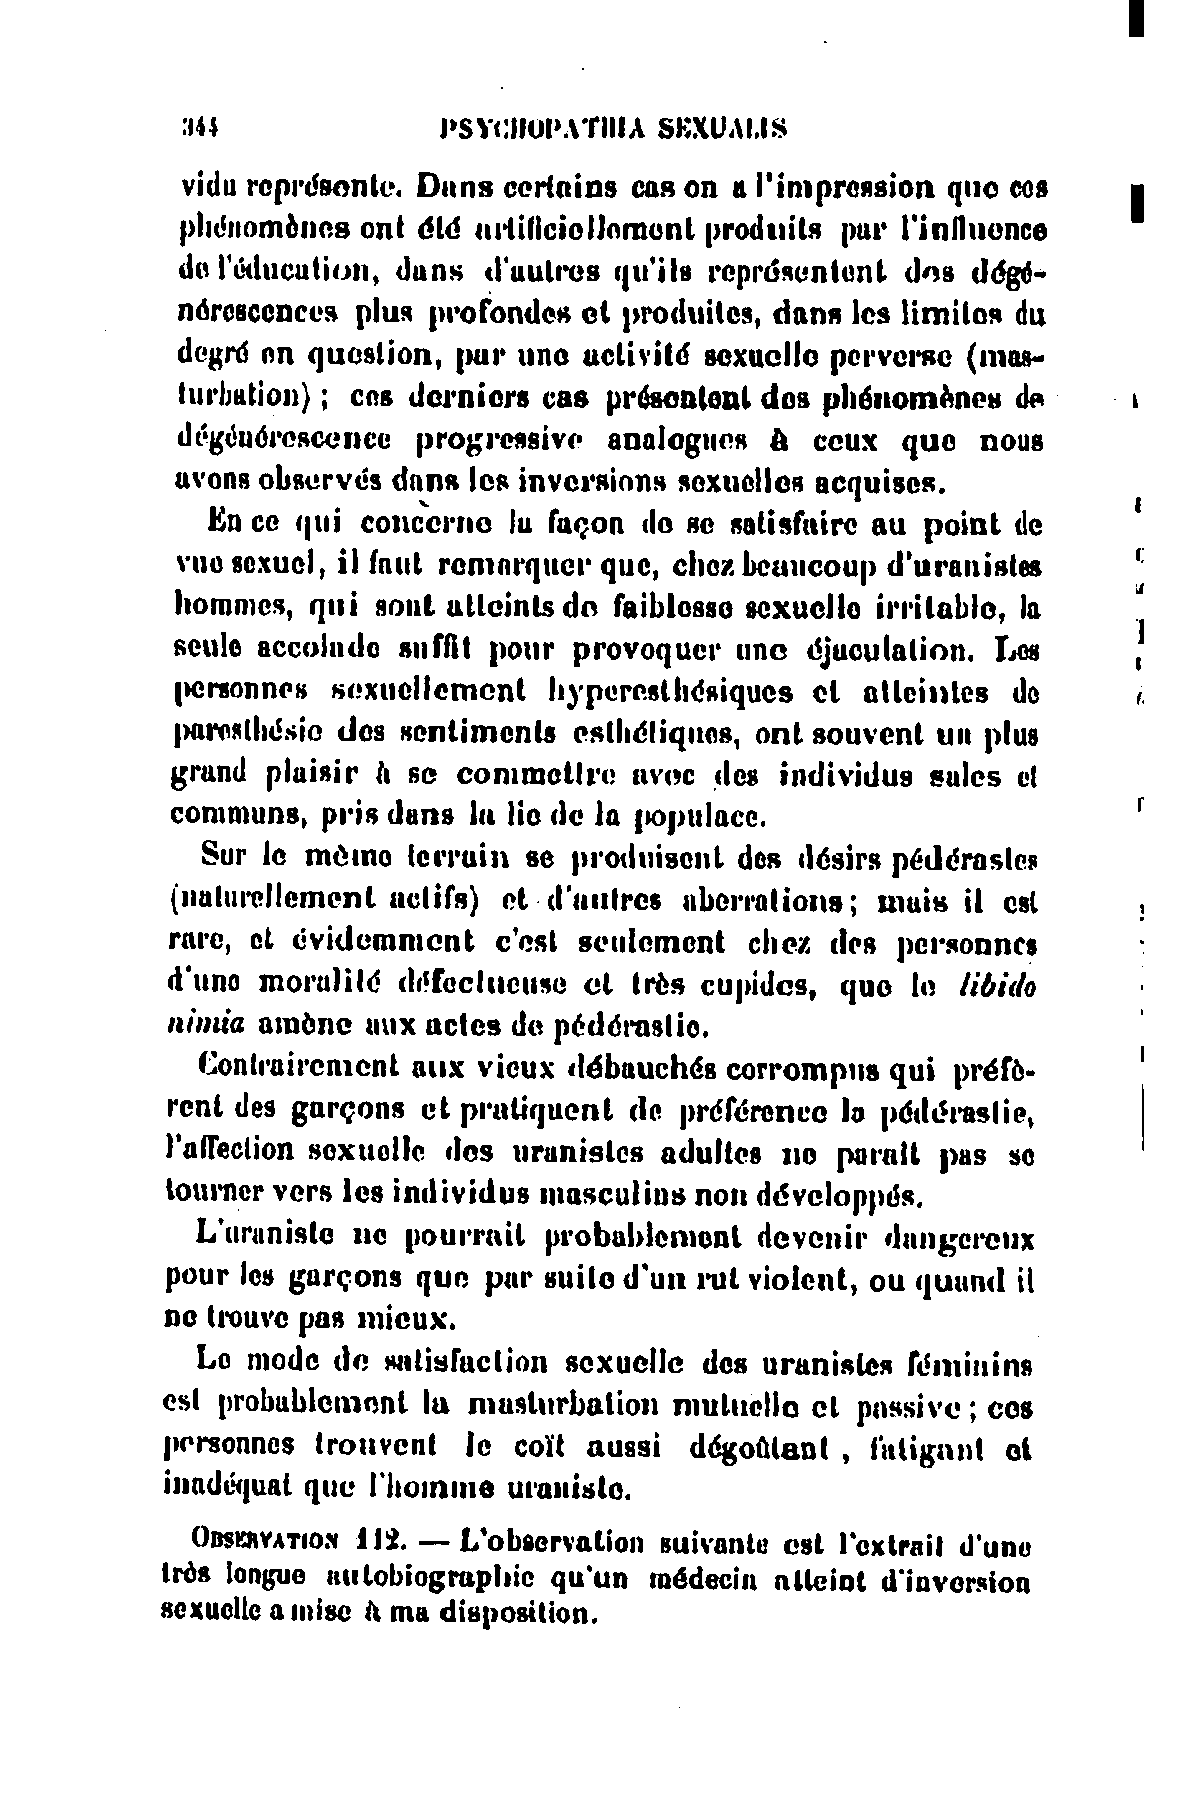 344 PSYCHOPATHIA SEXUALIS
vidu représente. Dans certains cas on a l'impression que ces
phénomènes ont été artificiellement produits par l'influence
de l'éducation, dans d'autres qu'ils représentent des dégé-
nérescences plus profondes et produites, dans les limites du
degré en question, par une activité sexuelle perverse (mas-
turbation) ; ces derniers cas présentent des phénomènes de
dégénérescence progressive analogues à ceux que nous
avons observés dans les inversions sexuelles acquises.
En ce qui concerne la façon de se satisfaire au point de
vue sexuel, il faut remarquer que, chez beaucoup d'uranistes
hommes, qui sont atteints de faiblesse sexuelle irritable, la
seule accolade suffit pour provoquer une éjaculation. Les
personnes sexuellement hyperesthésiques et atteintes de
paresthésie des sentiments esthétiques, ont souvent un plus
grand plaisir à se commettre avec des individus sales et
communs, pris dans la lie de la populace.
Sur le même terrain se produisent des désirs pédérastes
(naturellement actifs) et d'autres aberrations ; mais il est
rare, et évidemment c'est seulement chez des personnes
d'une moralité défectueuse et très cupides, que le libido
nimia amène aux actes de pédérastie.
Contrairement aux vieux débauchés corrompus qui préfè-
rent des garçons et pratiquent de préférence la pédérastie,
l'affection sexuelle des uranistes adultes ne paraît pas se
tourner vers les individus masculins non développés.
L'uraniste ne pourrait probablement devenir dangereux
pour les garçons que par suite d'un rut violent, ou quand il
ne trouve pas mieux.
Le mode de satisfaction sexuelle des uranistes féminins
est probablement la masturbation mutuelle et passive ; ces
personnes trouvent le coït aussi dégoûtant , fatigant et
inadéquat que l'homme uraniste.
OBSERVATION 112. — L'observation suivante est l'extrait d'une
très longue autobiographie qu'un médecin atteint d'inversion
sexuelle a mise à ma disposition.